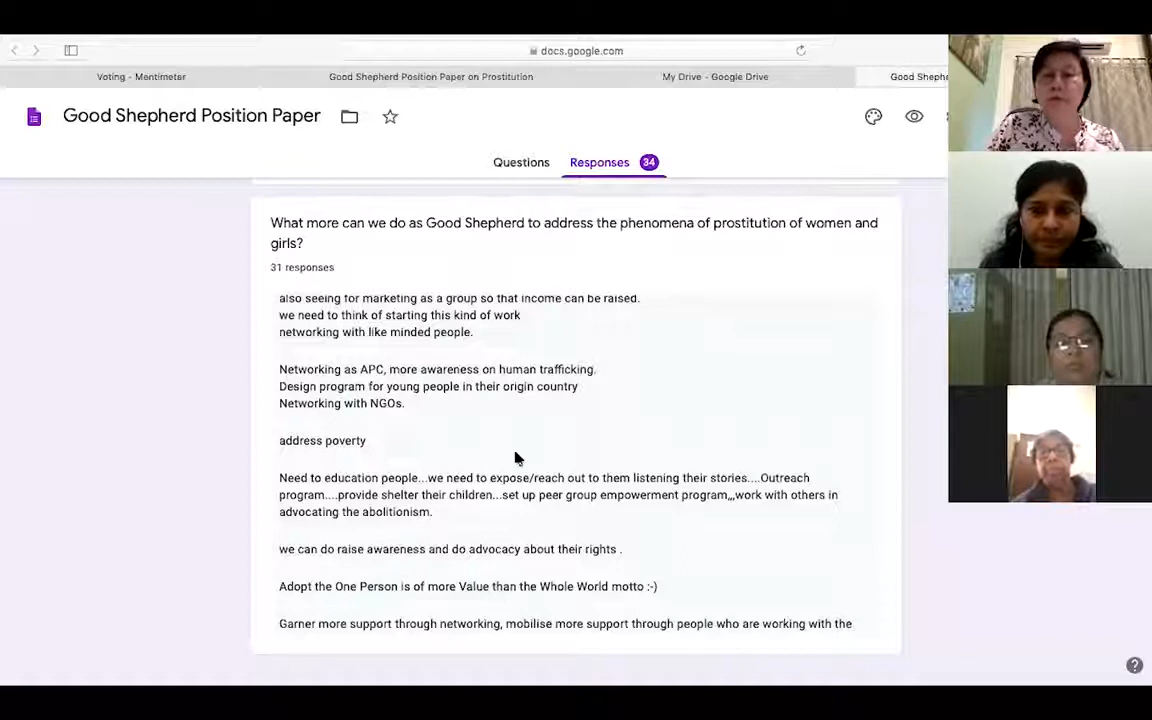 docs.google.com
Voting - Mentimeter
Good Shepherd Position Paper on Prostitution
My Drive - Google Drive
Good Shephe
Good Shepherd Position Paper
Questions
Responses 34
What more can we do as Good Shepherd to address the phenomena of prostitution of women and
girls?
31 responses
also seeing for marketing as a group so that income can be raised.
we need to think of starting this kind of work
networking with like minded people.
Networking as APC, more awareness on human trafficking.
Design program for young people in their origin country
Networking with NGOs.
address poverty
Need to education people...we need to expose/reach out to them listening their stories....Outreach
program....provide shelter their children...set up peer group empowerment program,,,work with others in
advocating the abolitionism.
we can do raise awareness and do advocacy about their rights .
Adopt the One Person is of more Value than the Whole World motto :-)
Garner more support through networking, mobilise more support through people who are working with the